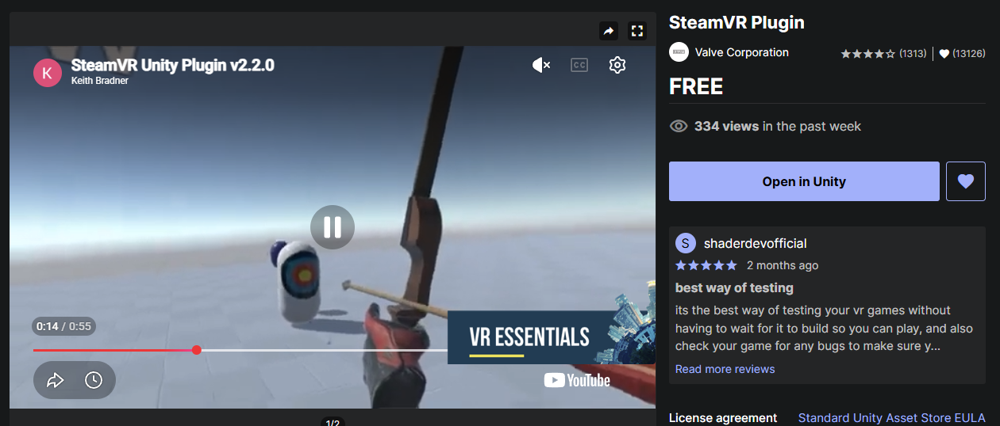 SteamVR Unity Plugin v2.2.0
K
Keith Bradner
CC
0:14 / 0:55
VR ESSENTIALS
YouTube
1/2
SteamVR Plugin
Valve Corporation
(1313) | (13126)
FREE
334 views in the past week
Open in Unity
S shaderdevofficial
2 months ago
best way of testing
its the best way of testing your vr games without
having to wait for it to build so you can play, and also
check your game for any bugs to make sure y...
Read more reviews
License agreement Standard Unity Asset Store EULA